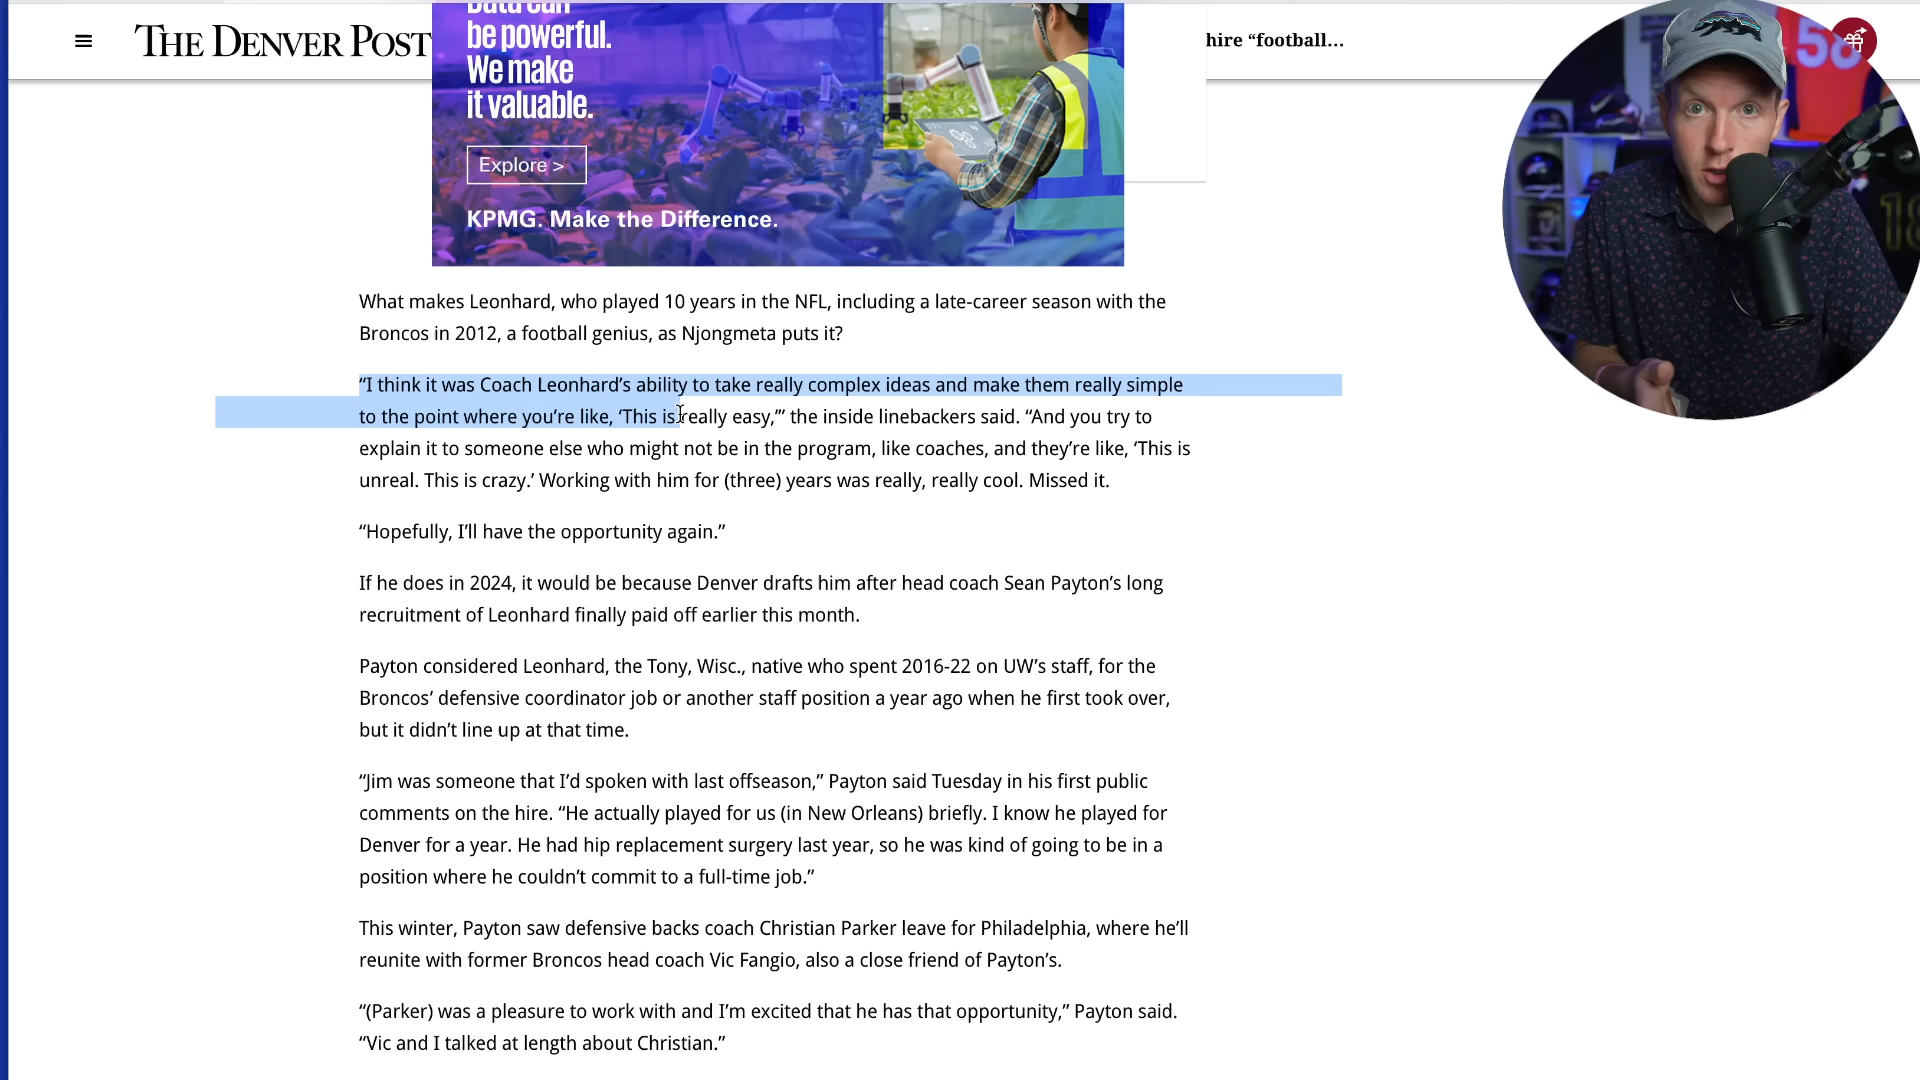 Data can
be powerful.
We make
it valuable.
Explore >
KPMG. Make the Difference.
THE DENVER POST
hire “football…
58
18
What makes Leonhard, who played 10 years in the NFL, including a late-career season with the
Broncos in 2012, a football genius, as Njongmeta puts it?
“I think it was Coach Leonhard’s ability to take really complex ideas and make them really simple
to the point where you’re like, ‘This is really easy,’” the inside linebackers said. “And you try to
explain it to someone else who might not be in the program, like coaches, and they’re like, ‘This is
unreal. This is crazy.’ Working with him for (three) years was really, really cool. Missed it.
“Hopefully, I’ll have the opportunity again.”
If he does in 2024, it would be because Denver drafts him after head coach Sean Payton’s long
recruitment of Leonhard finally paid off earlier this month.
Payton considered Leonhard, the Tony, Wisc., native who spent 2016-22 on UW’s staff, for the
Broncos’ defensive coordinator job or another staff position a year ago when he first took over,
but it didn’t line up at that time.
“Jim was someone that I’d spoken with last offseason,” Payton said Tuesday in his first public
comments on the hire. “He actually played for us (in New Orleans) briefly. I know he played for
Denver for a year. He had hip replacement surgery last year, so he was kind of going to be in a
position where he couldn’t commit to a full-time job.”
This winter, Payton saw defensive backs coach Christian Parker leave for Philadelphia, where he’ll
reunite with former Broncos head coach Vic Fangio, also a close friend of Payton’s.
“(Parker) was a pleasure to work with and I’m excited that he has that opportunity,” Payton said.
“Vic and I talked at length about Christian.”